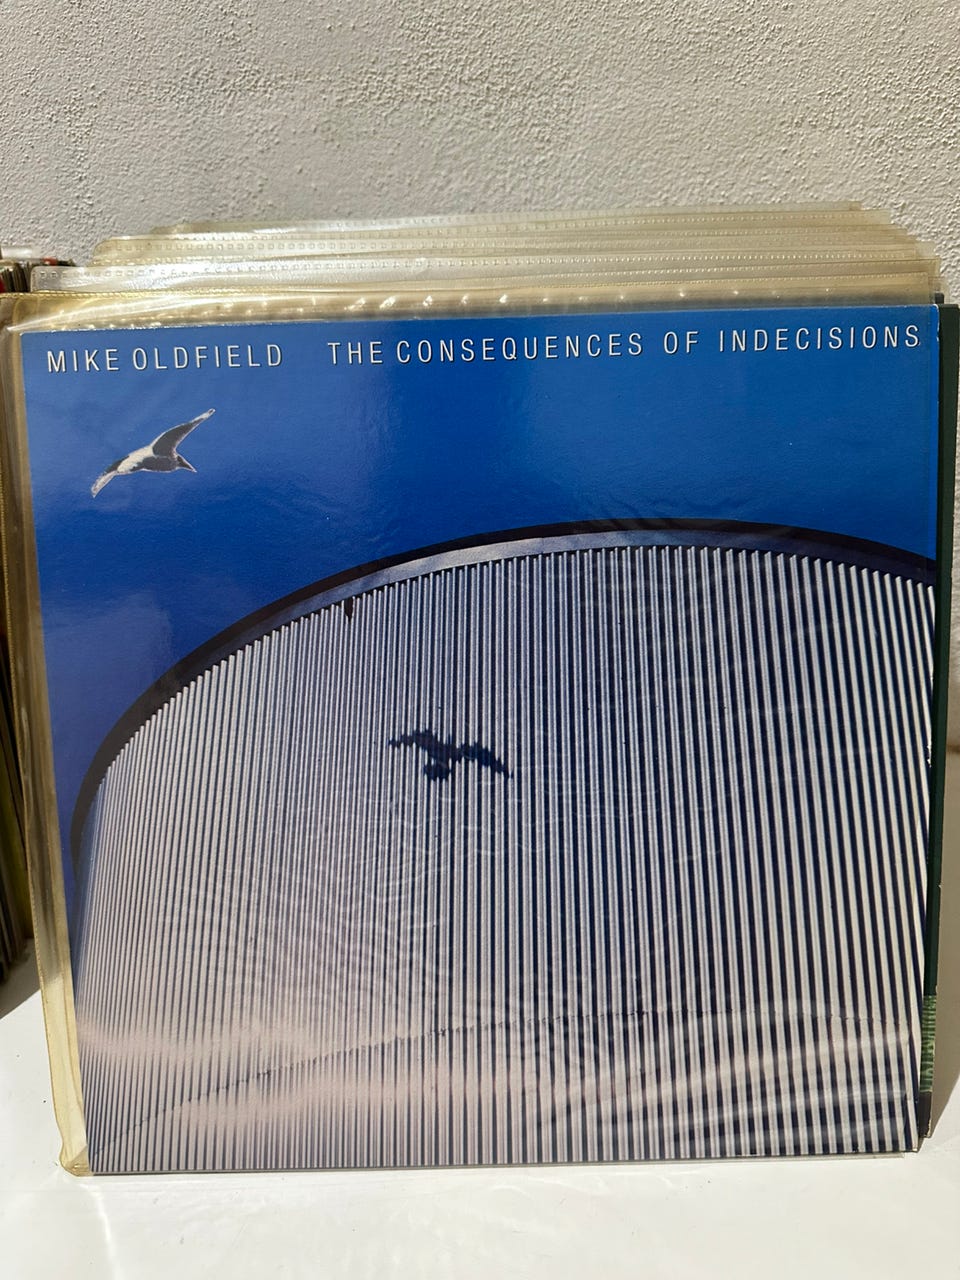 MIKE OLDFIELD THE CONSEQUENCES OF INDECISIONS